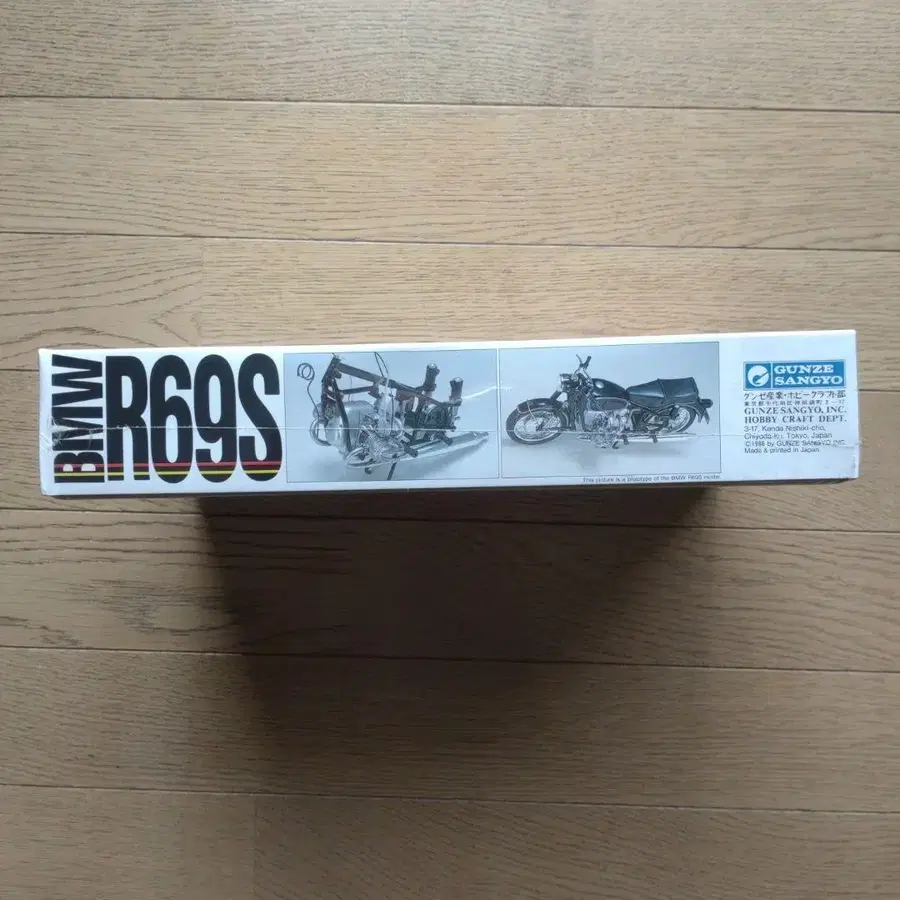 BMW
R69S
This picture is a prototype of the BMW R69S model.
GUNZE
SANGYO
グンゼ産業・ホビークラフト部
GUNZE SANGYO, INC.
HOBBY CRAFT DEPT.
3-17, Kanda Nishiki-cho,
Chiyoda-ku, Tokyo, Japan
by GUNZE SANGYO INC.
Made & printed in Japan